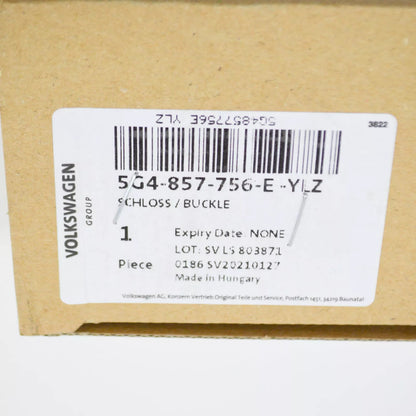 5G4857756E YLZ
3622
VOLKSWAGEN
GROUP
5G4-857-756-E -YLZ
SCHLOSS / BUCKLE
1 Expiry Date: NONE
LOT: SV LS 803871
Piece 0186 SV20210127
Made in Hungary
Volkswagen AG, Konzern Vertrieb Original Teile und Service, Postfach 1451, 34219 Baunatal